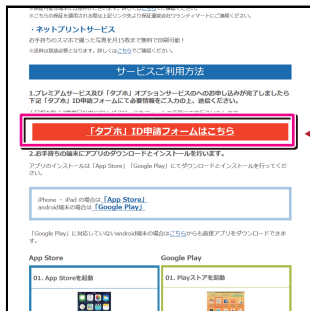 ※こちらの保証を適用される際は上記リンク先より保証運営会社ワランティマートにご連絡ください。
・ネットプリントサービス
お手持ちのスマホで撮った写真を月15枚まで無料で印刷可能！
※送料は別途必要となります。詳しくはこちらでご確認ください。
サービスご利用方法
1.プレミアムサービス及び「タブホ」オプションサービスのへのお申し込みが完了しましたら
下記「タブホ」ID申請フォームにて必要情報をご入力の上、送信ください。
「タブホ」ID申請フォームはこちら
2.お手持ちの端末にアプリのダウンロードとインストールを行います。
アプリのインストールは「App Store」「Google Play」にてダウンロードとインストールを行ってくだ
さい。
iPhone ・ iPad の場合は「App Store」
android端末の場合は「Google Play」
「Google Play」に対応していないandroid端末の場合はこちらからも直接アプリをダウンロードできま
す。
App Store
Google Play
01. App Storeを起動
01. Playストアを起動